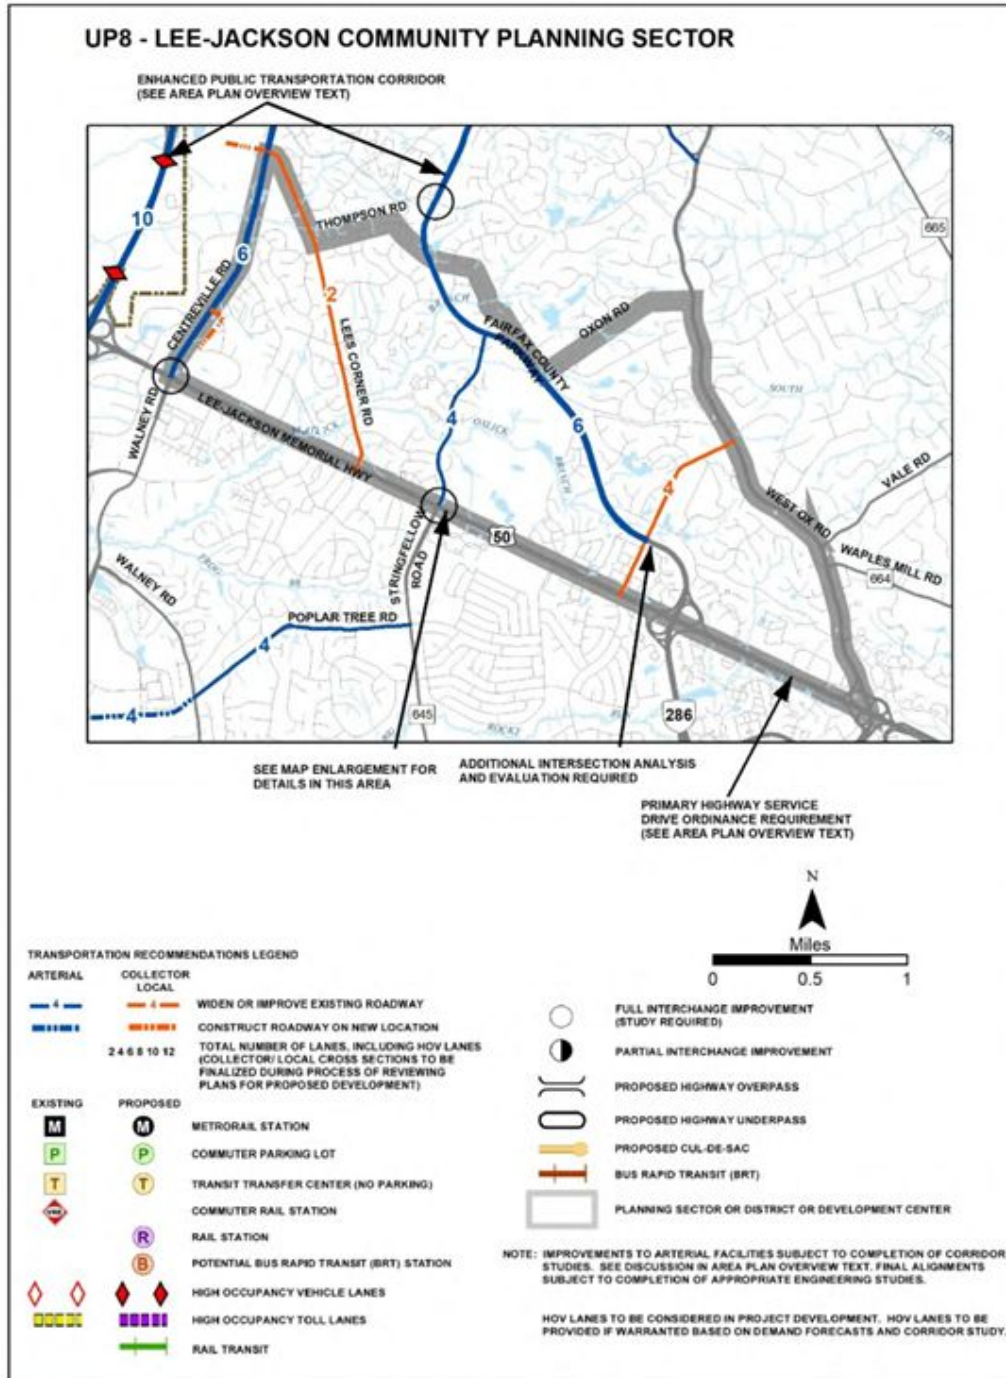 UP8 - LEE-JACKSON COMMUNITY PLANNING SECTOR
ENHANCED PUBLIC TRANSPORTATION CORRIDOR
(SEE AREA PLAN OVERVIEW TEXT)
10
6
CENTREVILLE RD
THOMPSON RD
665
2
LEES CORNER RD
BRANCH
FAIRFAX COUNTY
PARKWAY
OXON RD
SOUTH
WALNEY RD
LEE-JACKSON MEMORIAL HWY
4
6
BRANCH
4
WEST OX RD
VALE RD
WAPLES MILL RD
664
50
STRINGFELLOW
ROAD
WALNEY RD
POPLAR TREE RD
4
4
645
286
SEE MAP ENLARGEMENT FOR
DETAILS IN THIS AREA
ADDITIONAL INTERSECTION ANALYSIS
AND EVALUATION REQUIRED
PRIMARY HIGHWAY SERVICE
DRIVE ORDINANCE REQUIREMENT
(SEE AREA PLAN OVERVIEW TEXT)
N
Miles
0 0.5 1
TRANSPORTATION RECOMMENDATIONS LEGEND
ARTERIAL COLLECTOR
LOCAL
4 4 WIDEN OR IMPROVE EXISTING ROADWAY
CONSTRUCT ROADWAY ON NEW LOCATION
2 4 6 8 10 12 TOTAL NUMBER OF LANES, INCLUDING HOV LANES
(COLLECTOR/ LOCAL CROSS SECTIONS TO BE
FINALIZED DURING PROCESS OF REVIEWING
PLANS FOR PROPOSED DEVELOPMENT)
EXISTING PROPOSED
M M METRORAIL STATION
P P COMMUTER PARKING LOT
T T TRANSIT TRANSFER CENTER (NO PARKING)
VRE COMMUTER RAIL STATION
R RAIL STATION
B POTENTIAL BUS RAPID TRANSIT (BRT) STATION
HIGH OCCUPANCY VEHICLE LANES
HIGH OCCUPANCY TOLL LANES
RAIL TRANSIT
FULL INTERCHANGE IMPROVEMENT
(STUDY REQUIRED)
PARTIAL INTERCHANGE IMPROVEMENT
PROPOSED HIGHWAY OVERPASS
PROPOSED HIGHWAY UNDERPASS
PROPOSED CUL-DE-SAC
BUS RAPID TRANSIT (BRT)
PLANNING SECTOR OR DISTRICT OR DEVELOPMENT CENTER
NOTE: IMPROVEMENTS TO ARTERIAL FACILITIES SUBJECT TO COMPLETION OF CORRIDOR
STUDIES. SEE DISCUSSION IN AREA PLAN OVERVIEW TEXT. FINAL ALIGNMENTS
SUBJECT TO COMPLETION OF APPROPRIATE ENGINEERING STUDIES.
HOV LANES TO BE CONSIDERED IN PROJECT DEVELOPMENT. HOV LANES TO BE
PROVIDED IF WARRANTED BASED ON DEMAND FORECASTS AND CORRIDOR STUDY.